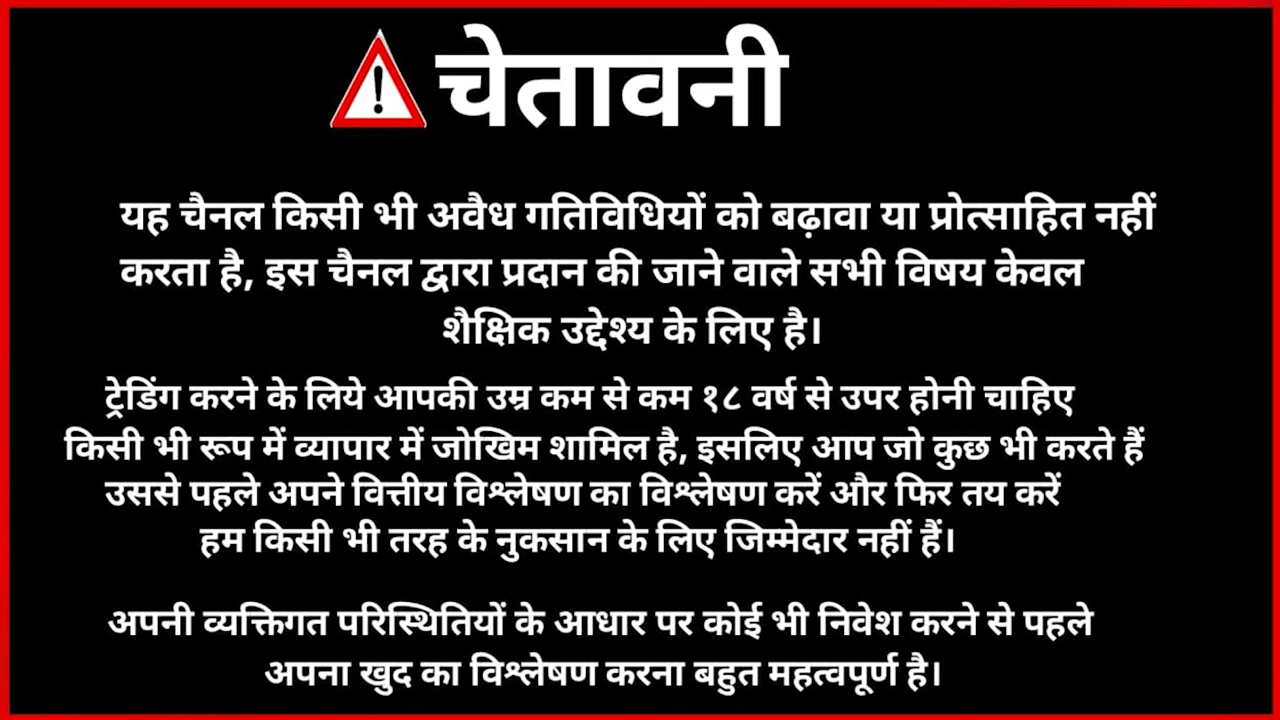 चेतावनी
यह चैनल किसी भी अवैध गतिविधियों को बढ़ावा या प्रोत्साहित नहीं
करता है, इस चैनल द्वारा प्रदान की जाने वाले सभी विषय केवल
शैक्षिक उद्देश्य के लिए है।
ट्रेडिंग करने के लिये आपकी उम्र कम से कम १८ वर्ष से उपर होनी चाहिए
किसी भी रूप में व्यापार में जोखिम शामिल है, इसलिए आप जो कुछ भी करते हैं
उससे पहले अपने वित्तीय विश्लेषण का विश्लेषण करें और फिर तय करें
हम किसी भी तरह के नुकसान के लिए जिम्मेदार नहीं हैं।
अपनी व्यक्तिगत परिस्थितियों के आधार पर कोई भी निवेश करने से पहले
अपना खुद का विश्लेषण करना बहुत महत्वपूर्ण है।